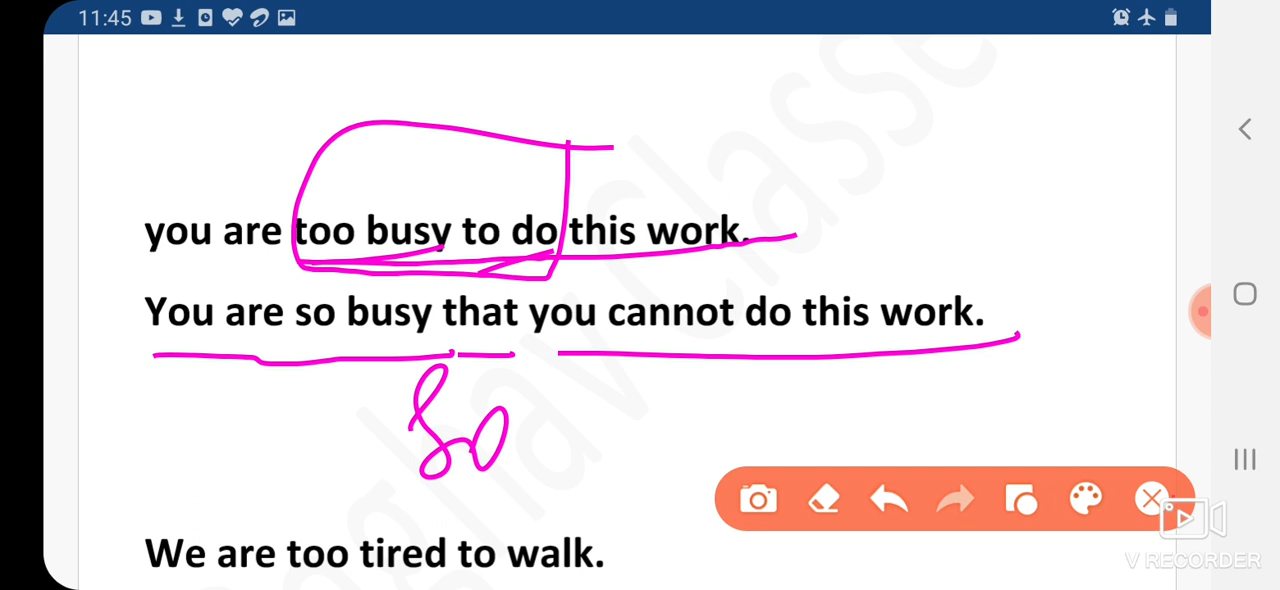 11:45
you are too busy to do this work.
You are so busy that you cannot do this work.
so
We are too tired to walk.
V RECORDER